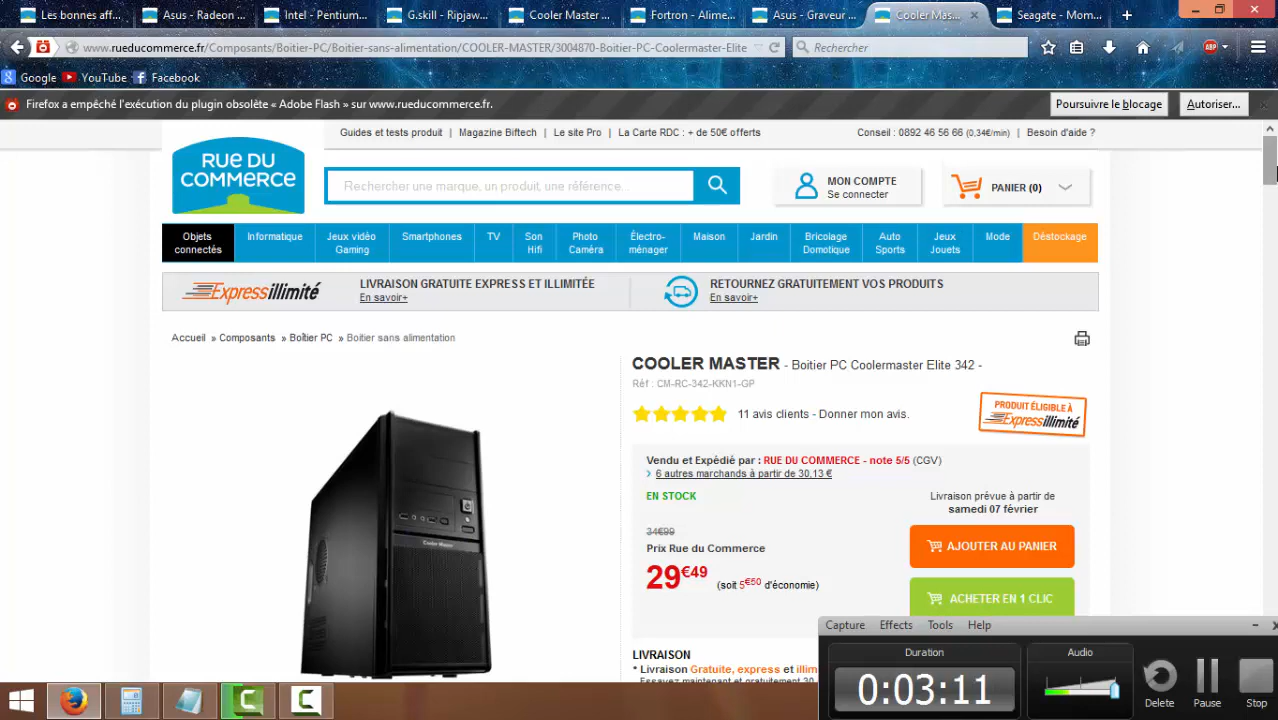 Les bonnes aff...
Asus - Radeon ...
Intel - Pentium...
G.skill - Ripjaw...
Cooler Master ...
Fortron - Alime...
Asus - Graveur ...
Cooler Mas...
Seagate - Mom...
www.rueducommerce.fr/Composants/Boitier-PC/Boitier-sans-alimentation/COOLER-MASTER/3004870-Boitier-PC-Coolermaster-Elite
Rechercher
ABP
Google YouTube Facebook
Firefox a empêché l'exécution du plugin obsolète « Adobe Flash » sur www.rueducommerce.fr.
Poursuivre le blocage
Autoriser...
Guides et tests produit | Magazine Biftech | Le site Pro | La Carte RDC : + de 50€ offerts
Conseil : 0892 46 56 66 (0,34€/min) | Besoin d'aide ?
RUE DU
COMMERCE
Rechercher une marque, un produit, une référence...
MON COMPTE
Se connecter
PANIER (0)
Objets
connectés
Informatique
Jeux vidéo
Gaming
Smartphones
TV
Son
Hifi
Photo
Caméra
Électro-
ménager
Maison
Jardin
Bricolage
Domotique
Auto
Sports
Jeux
Jouets
Mode
Déstockage
Expressillimité
LIVRAISON GRATUITE EXPRESS ET ILLIMITÉE
En savoir+
RETOURNEZ GRATUITEMENT VOS PRODUITS
En savoir+
Accueil » Composants » Boîtier PC » Boitier sans alimentation
COOLER MASTER - Boitier PC Coolermaster Elite 342 -
Réf : CM-RC-342-KKN1-GP
11 avis clients - Donner mon avis.
PRODUIT ÉLIGIBLE À
Expressillimité
Vendu et Expédié par : RUE DU COMMERCE - note 5/5 (CGV)
6 autres marchands à partir de 30,13 €
EN STOCK
Livraison prévue à partir de
samedi 07 février
34€99
Prix Rue du Commerce
29€49 (soit 5€50 d'économie)
AJOUTER AU PANIER
ACHETER EN 1 CLIC
Cooler Master
LIVRAISON
* Livraison Gratuite, express et illim
Essayez maintenant et gratuitement 30
Capture Effects Tools Help
Duration
0:03:11
Audio
Delete
Pause
Stop